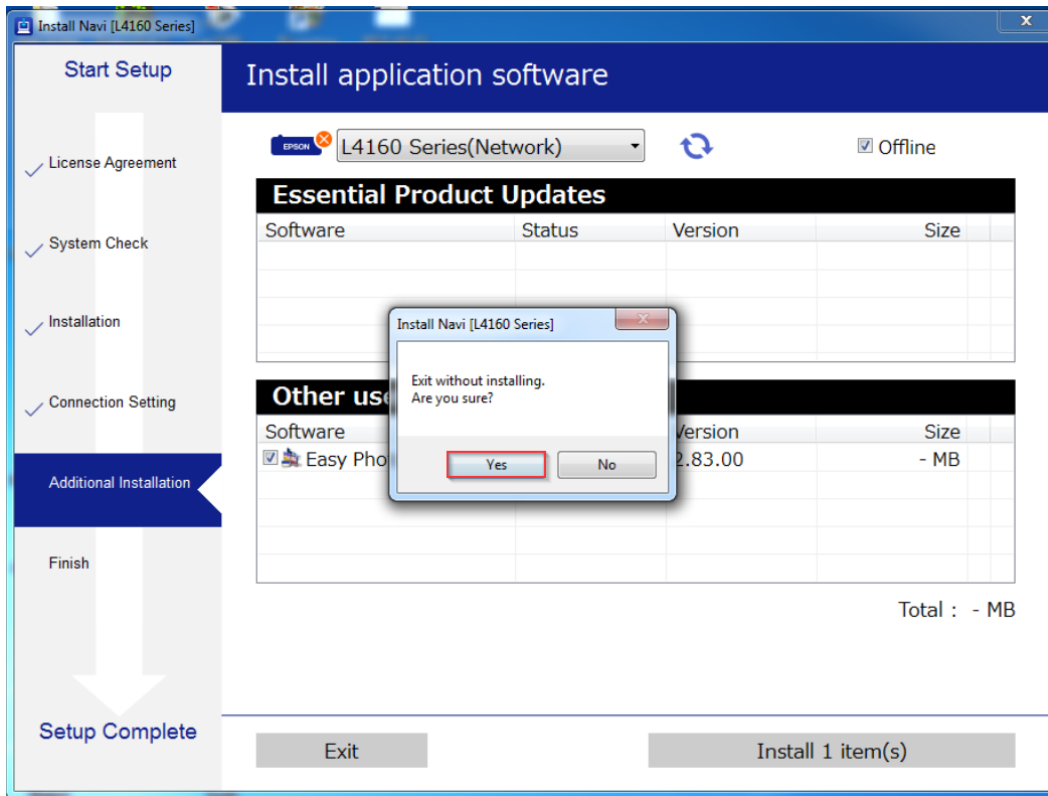 Install Navi [L4160 Series]
Start Setup
License Agreement
System Check
Installation
Connection Setting
Additional Installation
Finish
Setup Complete
Install application software
EPSON
L4160 Series(Network)
Offline
Essential Product Updates
Software Status Version Size
Install Navi [L4160 Series]
Exit without installing.
Are you sure?
Yes No
Other use
Software Version Size
Easy Pho 2.83.00 - MB
Total : - MB
Exit
Install 1 item(s)